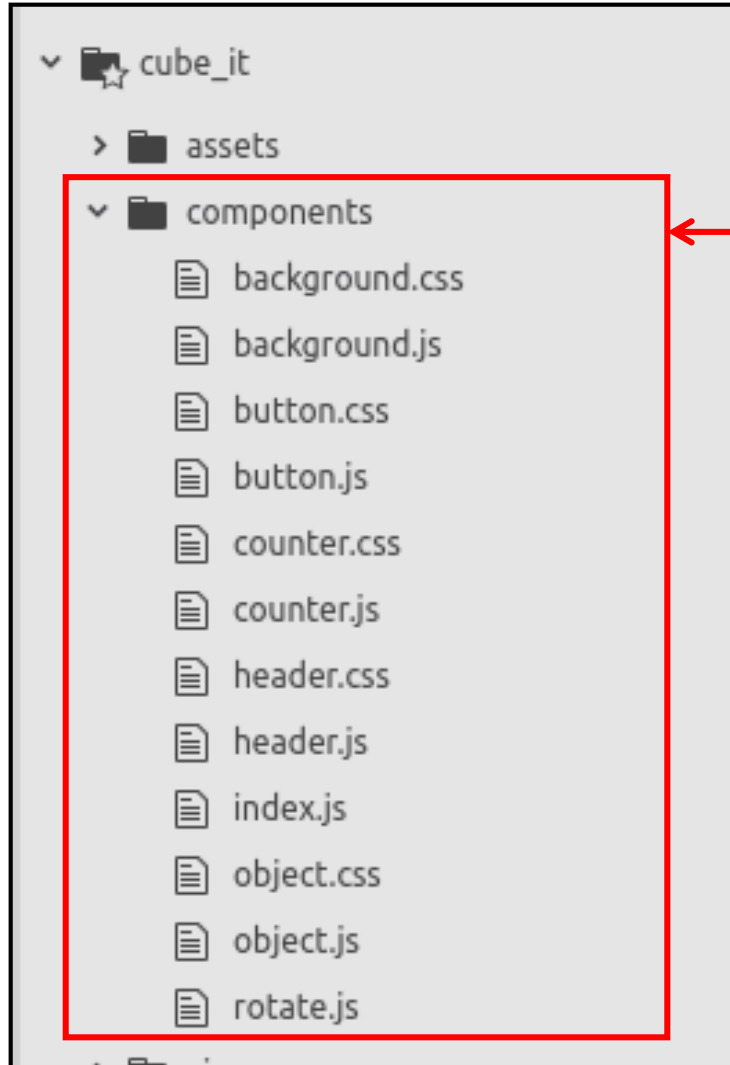 cube_it
assets
components
background.css
background.js
button.css
button.js
counter.css
counter.js
header.css
header.js
index.js
object.css
object.js
rotate.js